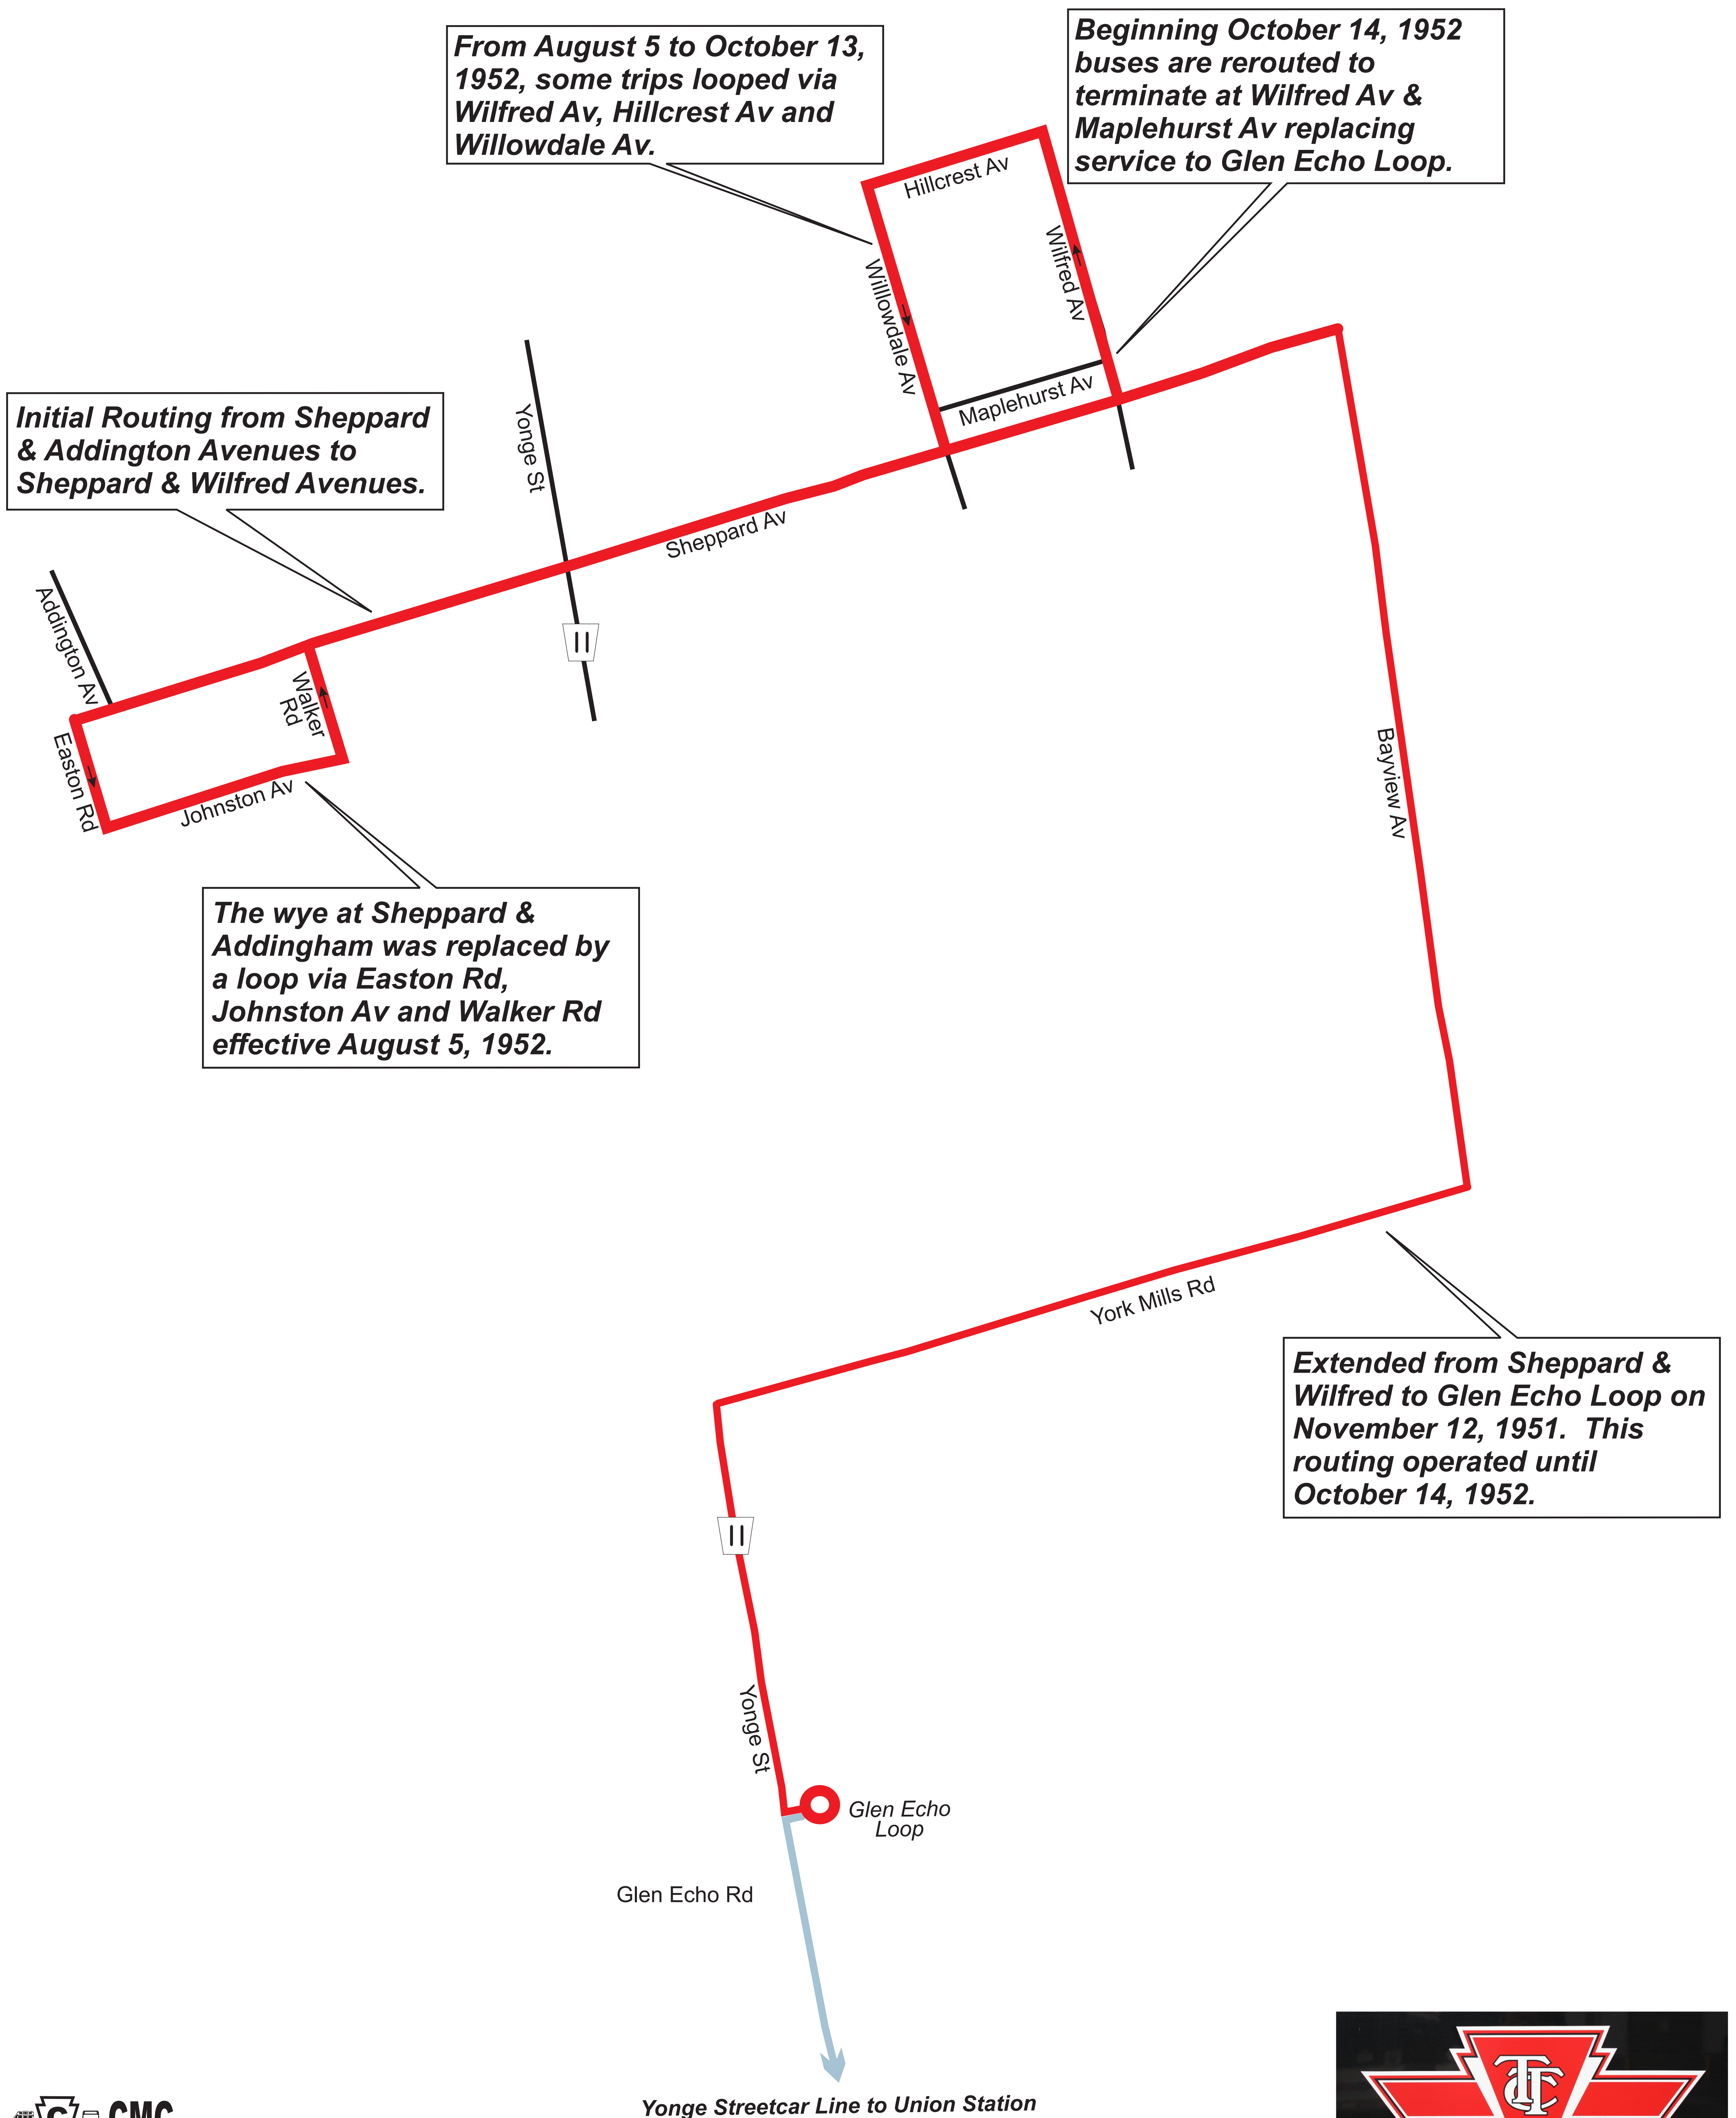 From August 5 to October 13,
1952, some trips looped via
Wilfred Av, Hillcrest Av and
Willowdale Av.
Beginning October 14, 1952
buses are rerouted to
terminate at Wilfred Av &
Maplehurst Av replacing
service to Glen Echo Loop.
Hillcrest Av
Wilfred Av
Willlowdale Av
Maplehurst Av
Yonge St
Initial Routing from Sheppard
& Addington Avenues to
Sheppard & Wilfred Avenues.
Sheppard Av
Addington Av
11
Walker
Rd
Easton Rd
Johnston Av
Bayview Av
The wye at Sheppard &
Addingham was replaced by
a loop via Easton Rd,
Johnston Av and Walker Rd
effective August 5, 1952.
York Mills Rd
Extended from Sheppard &
Wilfred to Glen Echo Loop on
November 12, 1951.  This
routing operated until
October 14, 1952.
11
Yonge St
Glen Echo
Loop
Glen Echo Rd
Yonge Streetcar Line to Union Station
CMC
TTC